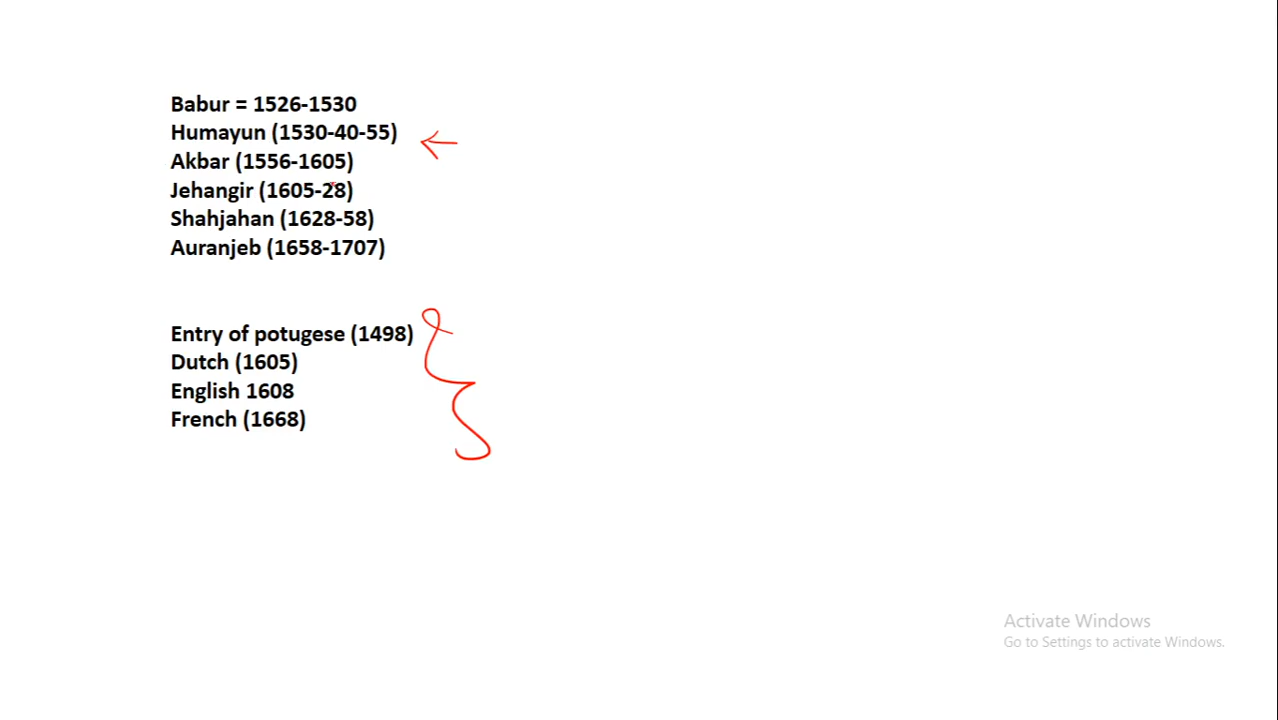 Babur = 1526-1530
Humayun (1530-40-55)
Akbar (1556-1605)
Jehangir (1605-28)
Shahjahan (1628-58)
Auranjeb (1658-1707)
Entry of potugese (1498)
Dutch (1605)
English 1608
French (1668)
Activate Windows
Go to Settings to activate Windows.